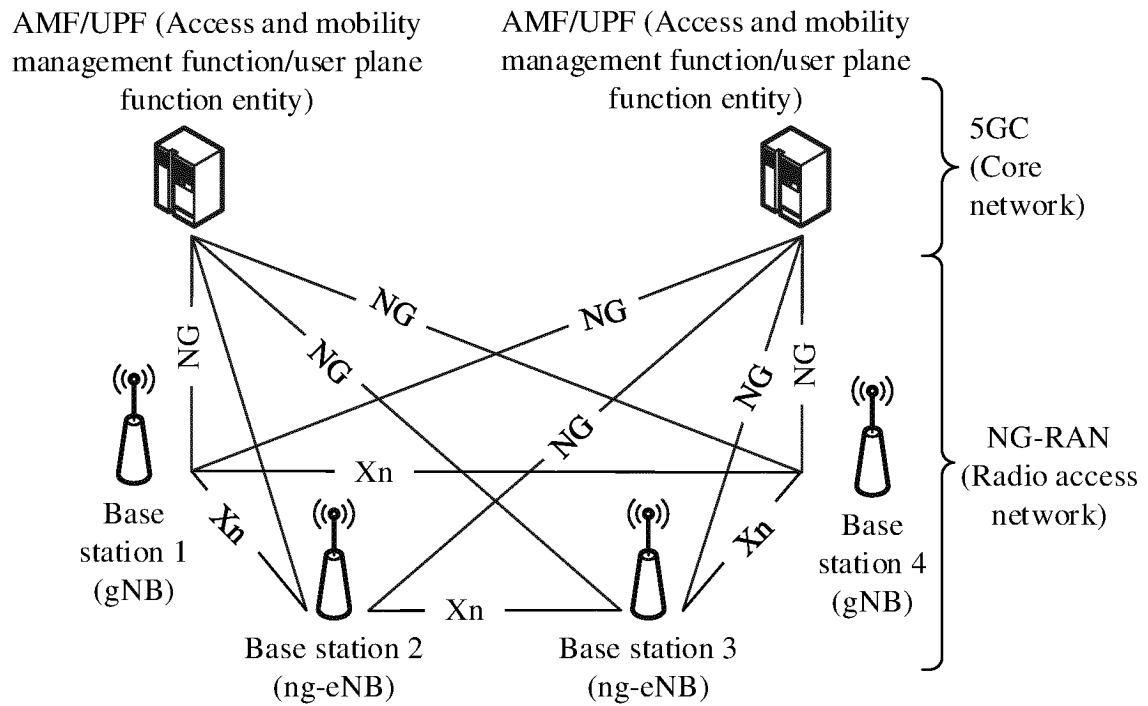 AMF/UPF (Access and mobility
management function/user plane
function entity)
AMF/UPF (Access and mobility
management function/user plane
function entity)
5GC
(Core
network)
NG
NG
NG
NG
NG
NG
NG
Xn
Xn
Xn
Xn
Base
station 1
(gNB)
Base station 2
(ng-eNB)
Base station 3
(ng-eNB)
Base
station 4
(gNB)
NG-RAN
(Radio access
network)